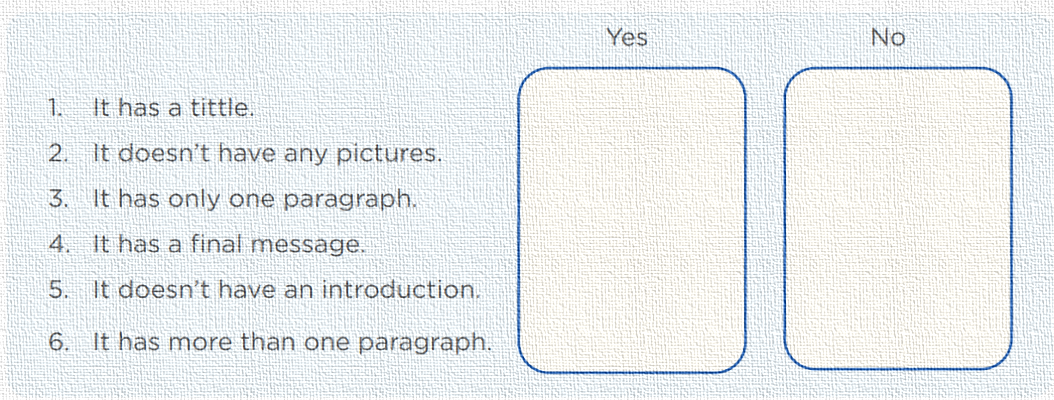 Yes No
1. It has a tittle.
2. It doesn't have any pictures.
3. It has only one paragraph.
4. It has a final message.
5. It doesn't have an introduction.
6. It has more than one paragraph.